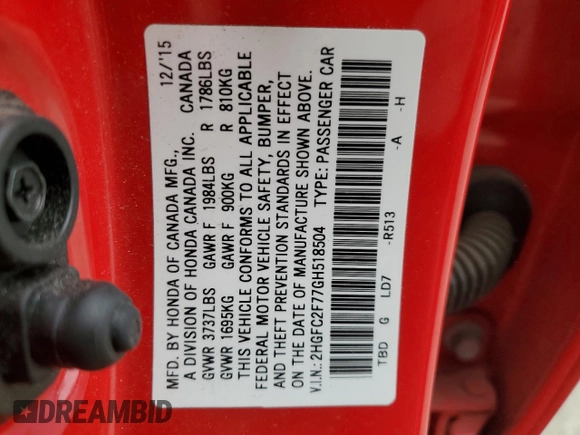 MFD. BY HONDA OF CANADA MFG., 12/'15
A DIVISION OF HONDA CANADA INC. CANADA
GVWR 3737LBS GAWR F 1984LBS R 1786LBS
GVWR 1695KG GAWR F 900KG R 810KG
THIS VEHICLE CONFORMS TO ALL APPLICABLE
FEDERAL MOTOR VEHICLE SAFETY, BUMPER,
AND THEFT PREVENTION STANDARDS IN EFFECT
ON THE DATE OF MANUFACTURE SHOWN ABOVE.
V.I.N.: 2HGFC2F77GH518504 TYPE: PASSENGER CAR
TBD G LD7 -R513 -A -H
DREAMBID